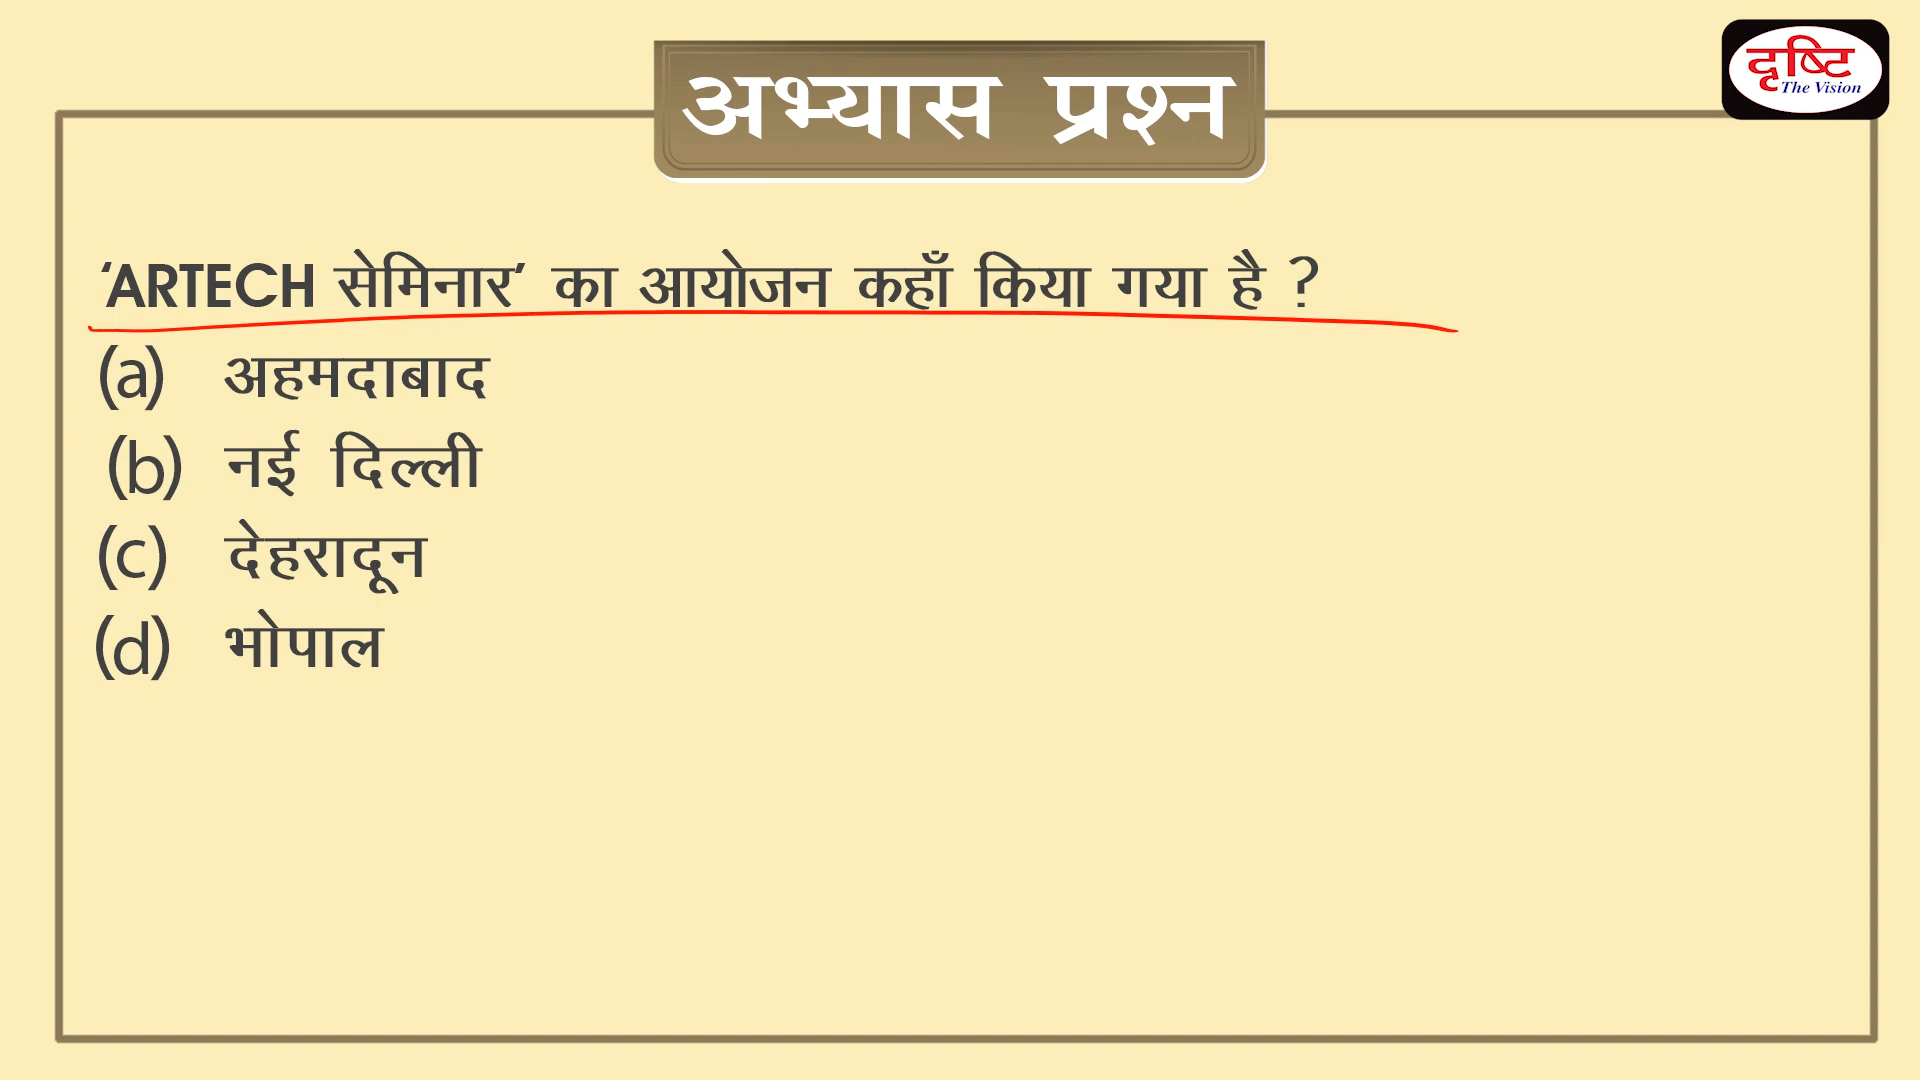 दृष्टि
The Vision
अभ्यास प्रश्न
‘ARTECH सेमिनार’ का आयोजन कहाँ किया गया है ?
(a) अहमदाबाद
(b) नई दिल्ली
(c) देहरादून
(d) भोपाल